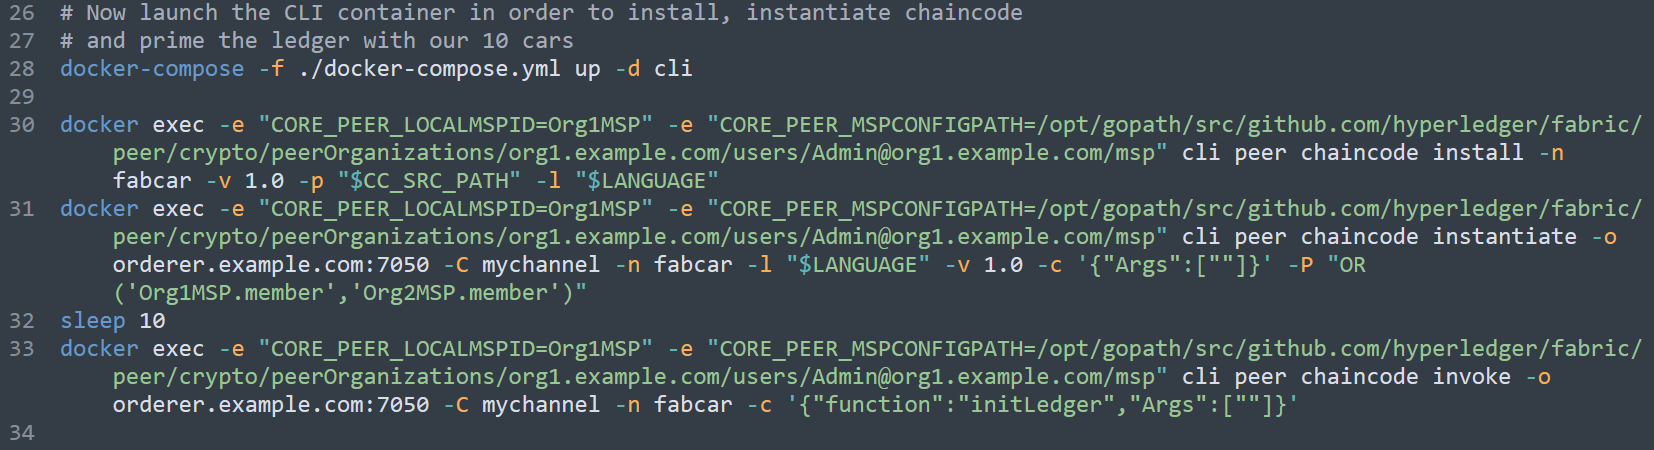 26 # Now launch the CLI container in order to install, instantiate chaincode
27 # and prime the ledger with our 10 cars
28 docker-compose -f ./docker-compose.yml up -d cli
29
30 docker exec -e "CORE_PEER_LOCALMSPID=Org1MSP" -e "CORE_PEER_MSPCONFIGPATH=/opt/gopath/src/github.com/hyperledger/fabric/
peer/crypto/peerOrganizations/org1.example.com/users/Admin@org1.example.com/msp" cli peer chaincode install -n
fabcar -v 1.0 -p "$CC_SRC_PATH" -l "$LANGUAGE"
31 docker exec -e "CORE_PEER_LOCALMSPID=Org1MSP" -e "CORE_PEER_MSPCONFIGPATH=/opt/gopath/src/github.com/hyperledger/fabric/
peer/crypto/peerOrganizations/org1.example.com/users/Admin@org1.example.com/msp" cli peer chaincode instantiate -o
orderer.example.com:7050 -C mychannel -n fabcar -l "$LANGUAGE" -v 1.0 -c '{"Args":[""]}' -P "OR
('Org1MSP.member','Org2MSP.member')"
32 sleep 10
33 docker exec -e "CORE_PEER_LOCALMSPID=Org1MSP" -e "CORE_PEER_MSPCONFIGPATH=/opt/gopath/src/github.com/hyperledger/fabric/
peer/crypto/peerOrganizations/org1.example.com/users/Admin@org1.example.com/msp" cli peer chaincode invoke -o
orderer.example.com:7050 -C mychannel -n fabcar -c '{"function":"initLedger","Args":[""]}'
34